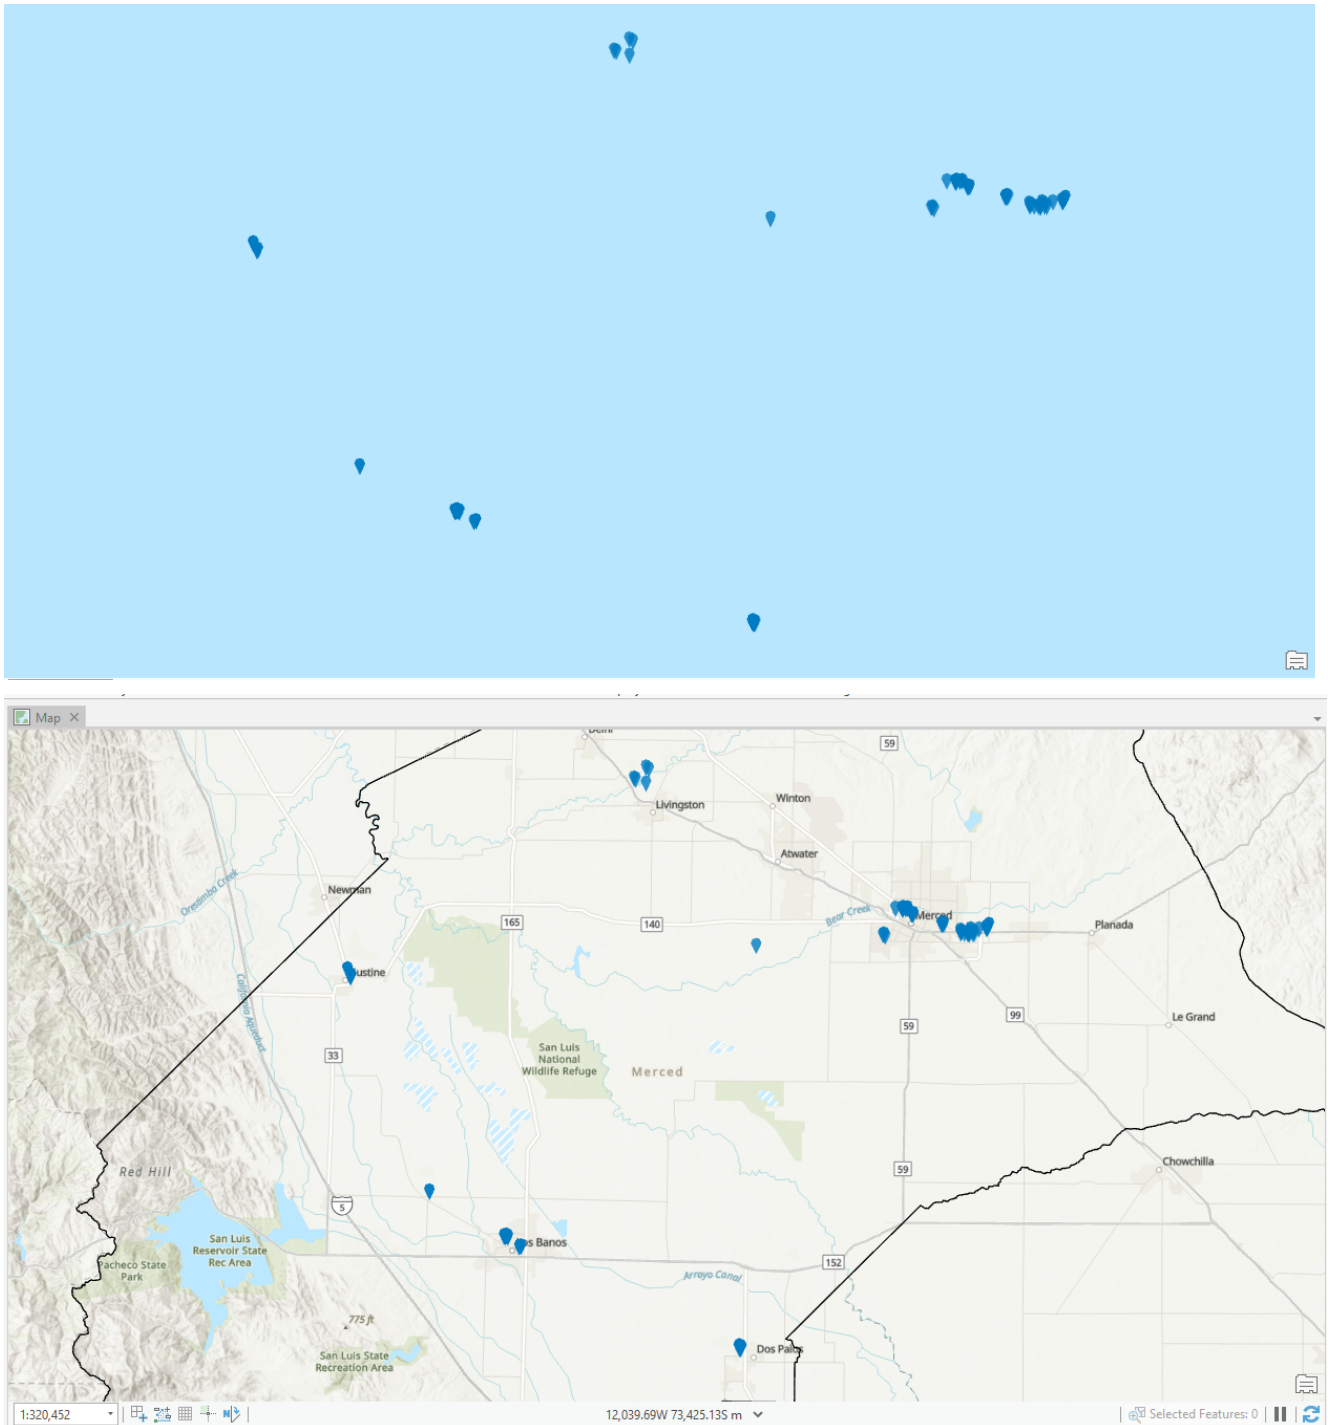 Map
59
Livingston
Winton
Atwater
Orestimba Creek
Newman
165
140
Bear Creek
Merced
Planada
Justine
California Aqueduct
Le Grand
99
59
33
San Luis
National
Wildlife Refuge
Merced
59
Chowchilla
Red Hill
5
San Luis
Reservoir State
Rec Area
Los Banos
Pacheco State
Park
152
Arroyo Canal
775 ft
San Luis State
Recreation Area
Dos Palos
1:320,452
12,039.69W 73,425.13S m
Selected Features: 0